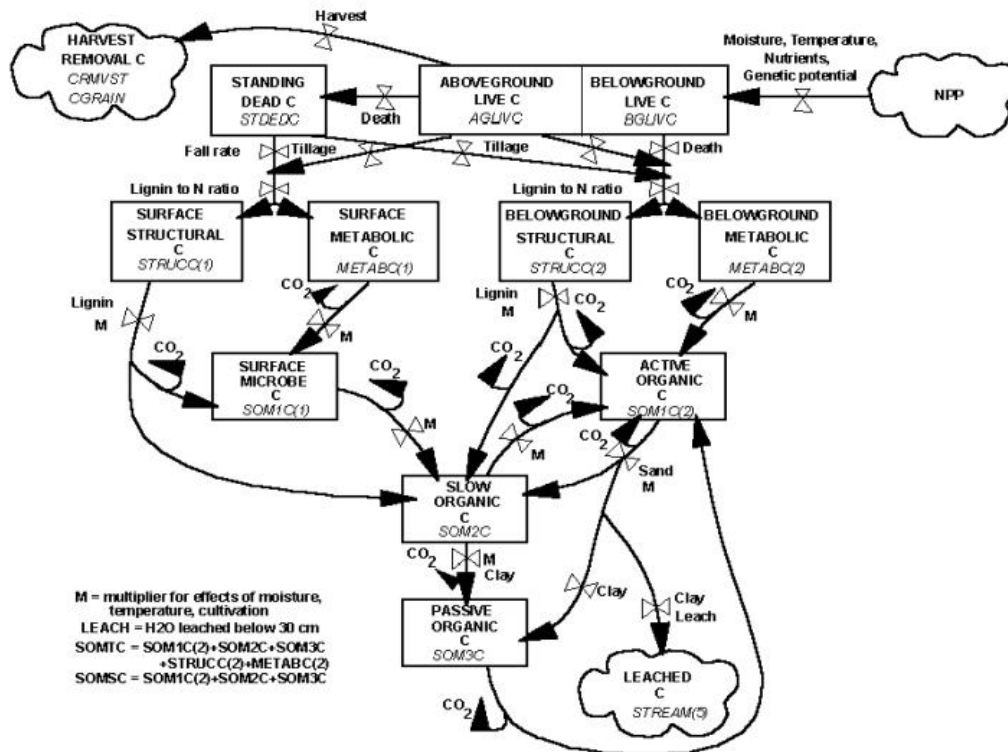 Harvest
HARVEST
REMOVAL C
CRMVST
CGRAIN
STANDING
DEAD C
STDEDC
Death
ABOVEGROUND
LIVE C
AGLIVC
BELOWGROUND
LIVE C
BGLIVC
Moisture, Temperature,
Nutrients,
Genetic potential
NPP
Fall rate
Tillage
Tillage
Death
Lignin to N ratio
Lignin to N ratio
SURFACE
STRUCTURAL
C
STRUCC(1)
SURFACE
METABOLIC
C
METABC(1)
BELOWGROUND
STRUCTURAL
C
STRUCC(2)
BELOWGROUND
METABOLIC
C
METABC(2)
Lignin
M
CO2
M
Lignin
M
CO2
CO2
M
CO2
SURFACE
MICROBE
C
SOM1C(1)
CO2
CO2
CO2
ACTIVE
ORGANIC
C
SOM1C(2)
M
M
CO2
Sand
M
SLOW
ORGANIC
C
SOM2C
CO2
M
Clay
Clay
Clay
Leach
PASSIVE
ORGANIC
C
SOM3C
CO2
LEACHED
C
STREAM(5)
M = multiplier for effects of moisture,
temperature, cultivation
LEACH = H2O leached below 30 cm
SOMTC = SOM1C(2)+SOM2C+SOM3C
+STRUCC(2)+METABC(2)
SOMSC = SOM1C(2)+SOM2C+SOM3C